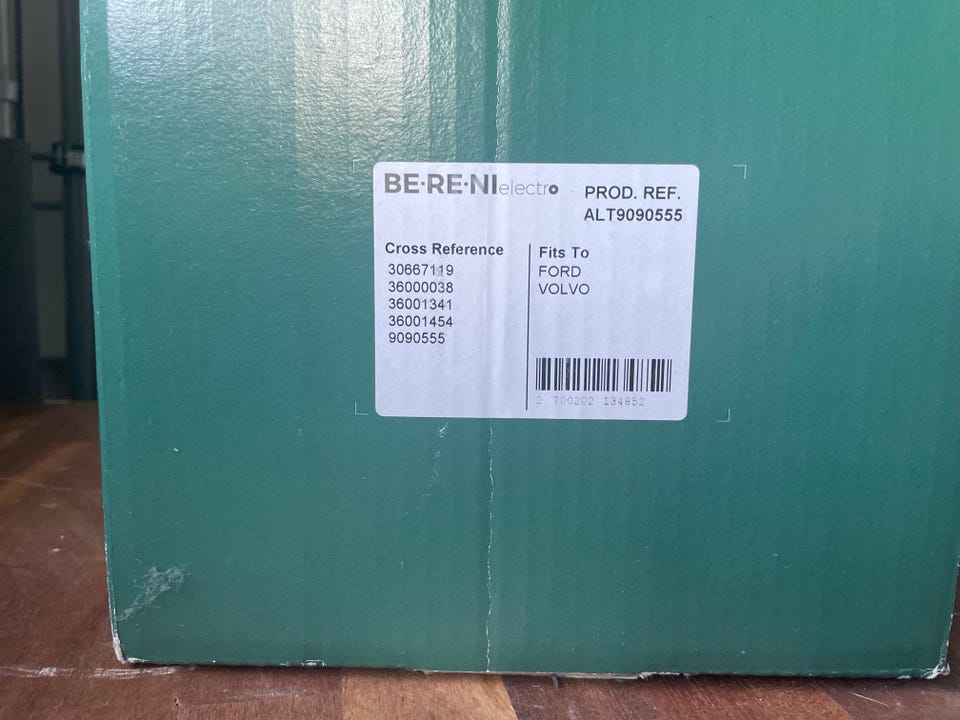 BE·RE·NI electro
PROD. REF.
ALT9090555
Cross Reference
30667119
36000038
36001341
36001454
9090555
Fits To
FORD
VOLVO
2 700202 134852